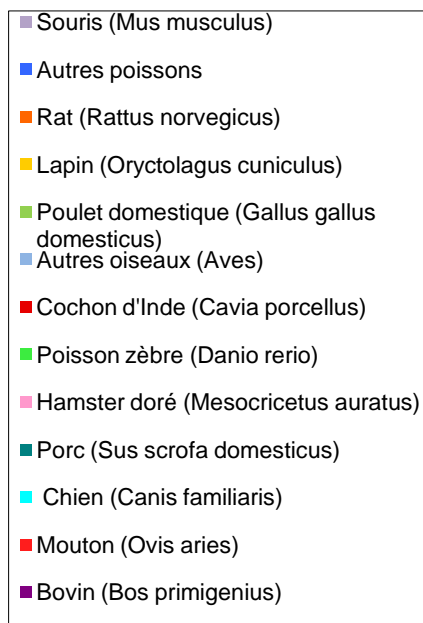 Souris (Mus musculus)
Autres poissons
Rat (Rattus norvegicus)
Lapin (Oryctolagus cuniculus)
Poulet domestique (Gallus gallus
domesticus)
Autres oiseaux (Aves)
Cochon d'Inde (Cavia porcellus)
Poisson zèbre (Danio rerio)
Hamster doré (Mesocricetus auratus)
Porc (Sus scrofa domesticus)
Chien (Canis familiaris)
Mouton (Ovis aries)
Bovin (Bos primigenius)